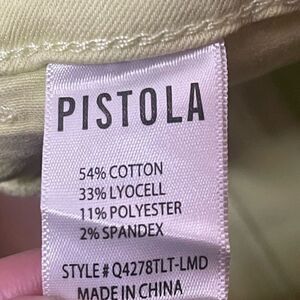 PISTOLA
54% COTTON
33% LYOCELL
11% POLYESTER
2% SPANDEX
STYLE # Q4278TLT-LMD
MADE IN CHINA